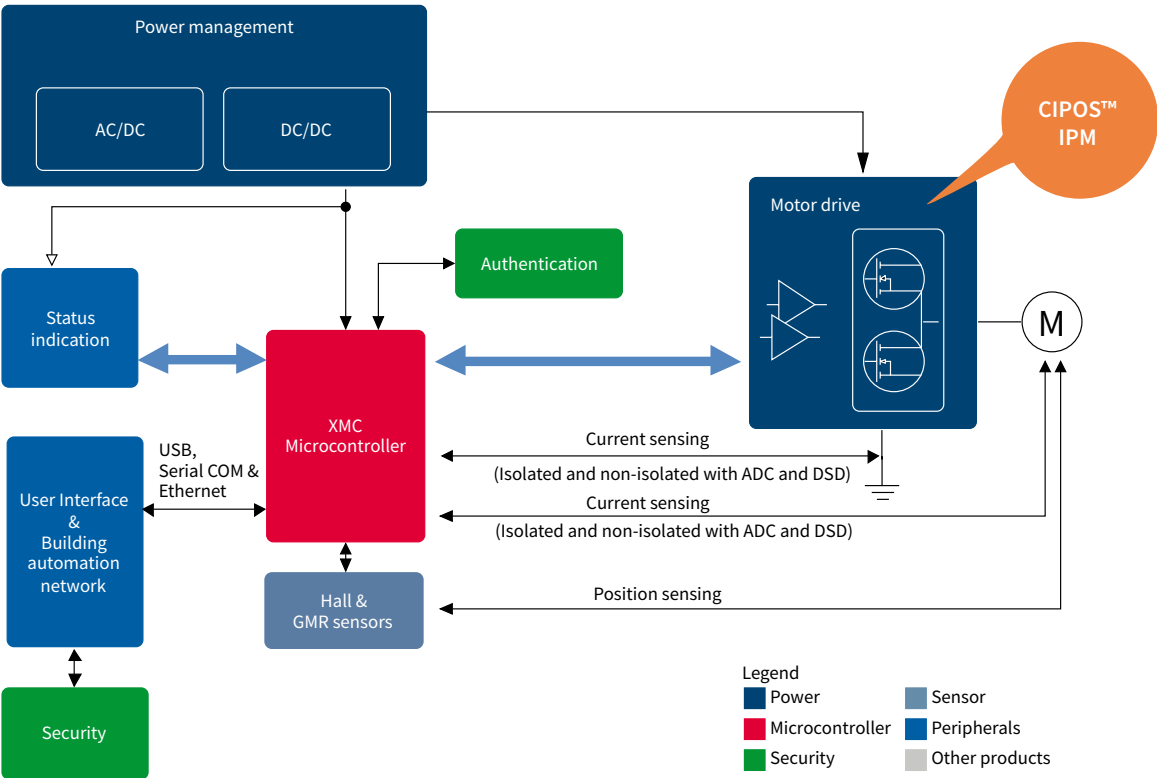 Power management
AC/DC
DC/DC
CIPOS™
IPM
Motor drive
Authentication
Status
indication
M
XMC
Microcontroller
Current sensing
(Isolated and non-isolated with ADC and DSD)
USB,
Serial COM &
Ethernet
Current sensing
(Isolated and non-isolated with ADC and DSD)
User Interface
&
Building
automation
network
Hall &
GMR sensors
Position sensing
Security
Legend
Power
Sensor
Microcontroller
Peripherals
Security
Other products